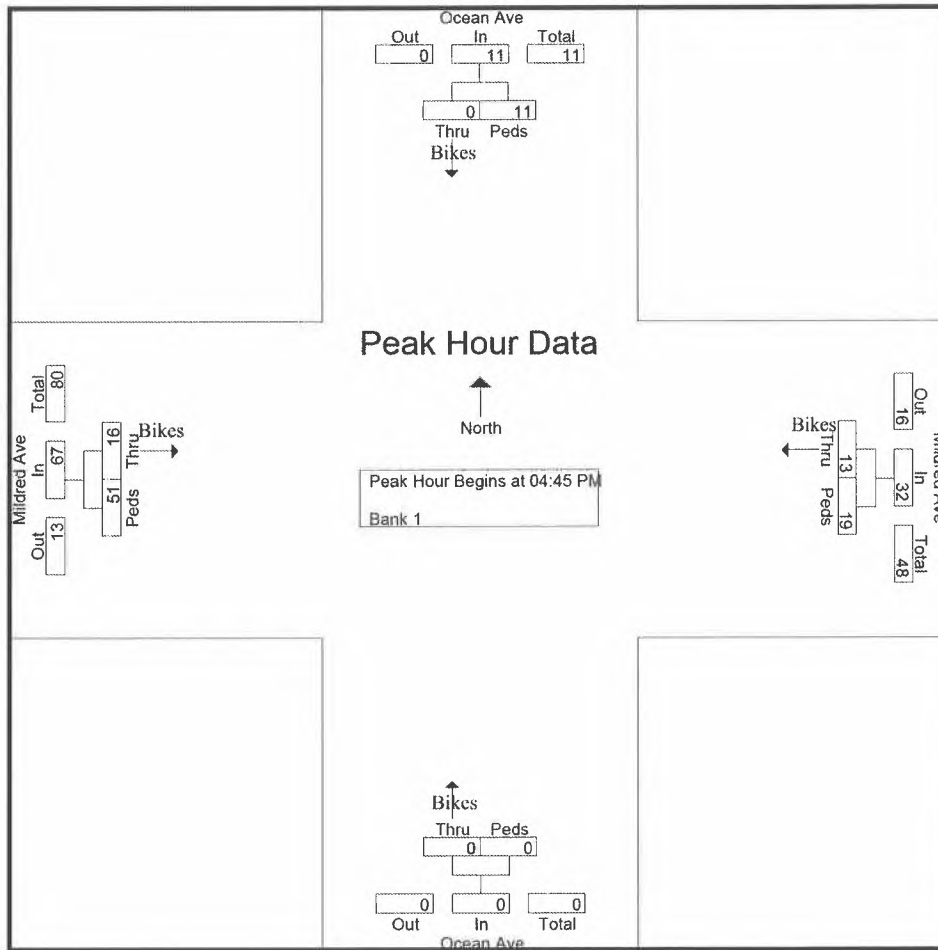 Ocean Ave
Out In Total
0 11 11
0 11
Thru Peds
Bikes
Peak Hour Data
North
Peak Hour Begins at 04:45 PM
Bank 1
Mildred Ave
Out In Total
13 67 80
51 16
Peds Thru
Bikes
Mildred Ave
Out In Total
16 32 48
13 19
Thru Peds
Bikes
Bikes
Thru Peds
0 0
0 0 0
Out In Total
Ocean Ave